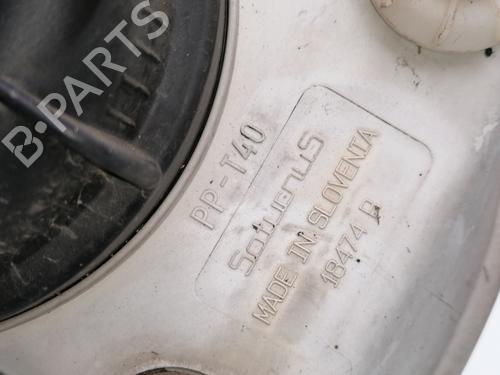 B-PARTS
PP-T40
Saturnus
MADE IN SLOVENIA
18474 R